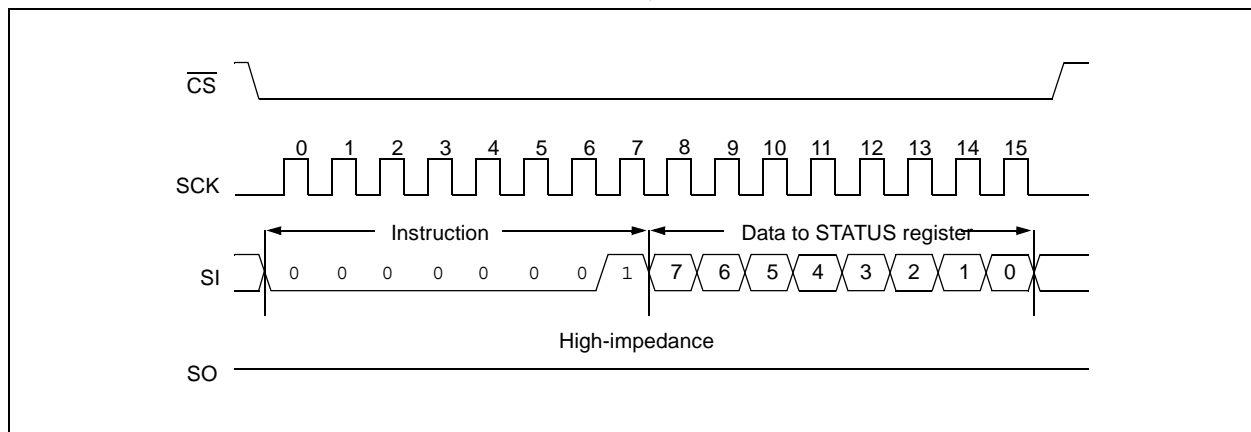 CS
0 1 2 3 4 5 6 7 8 9 10 11 12 13 14 15
SCK
Instruction Data to STATUS register
SI 0 0 0 0 0 0 0 1 7 6 5 4 3 2 1 0
High-impedance
SO